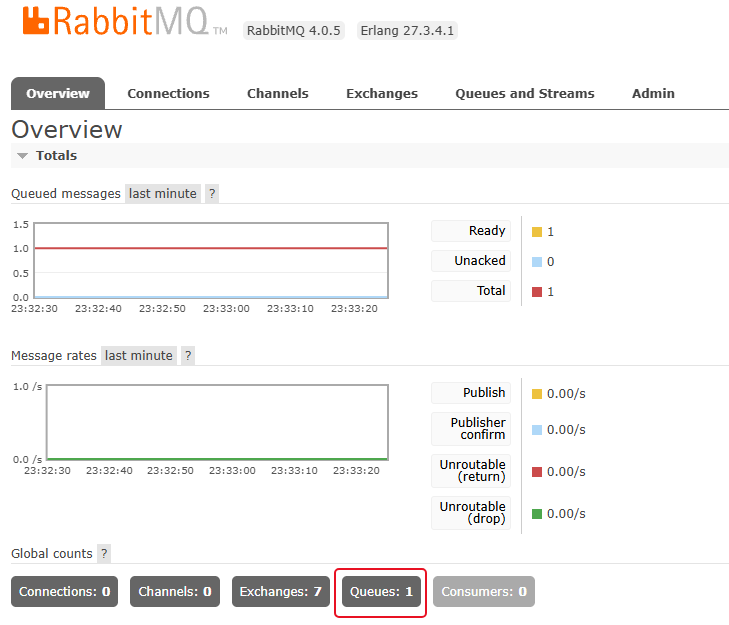 RabbitMQ TM RabbitMQ 4.0.5 Erlang 27.3.4.1
Overview Connections Channels Exchanges Queues and Streams Admin
Overview
Totals
Queued messages last minute ?
1.5
1.0
0.5
0.0
23:32:30 23:32:40 23:32:50 23:33:00 23:33:10 23:33:20
Ready 1
Unacked 0
Total 1
Message rates last minute ?
1.0 /s
0.0 /s
23:32:30 23:32:40 23:32:50 23:33:00 23:33:10 23:33:20
Publish 0.00/s
Publisher
confirm 0.00/s
Unroutable
(return) 0.00/s
Unroutable
(drop) 0.00/s
Global counts ?
Connections: 0 Channels: 0 Exchanges: 7 Queues: 1 Consumers: 0